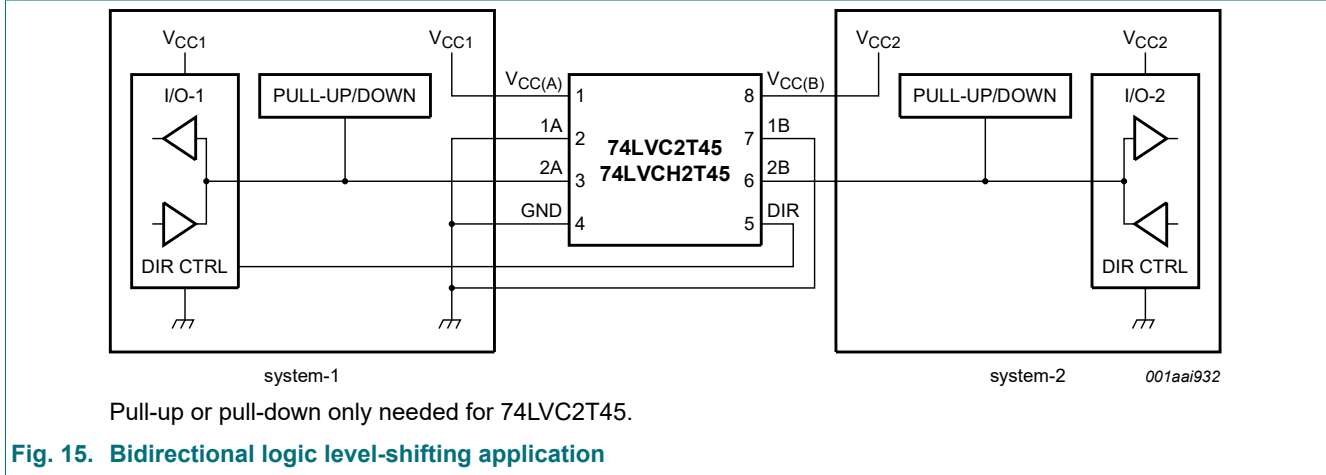 VCC1
VCC1
VCC2
VCC2
I/O-1
PULL-UP/DOWN
VCC(A)
1
8
VCC(B)
PULL-UP/DOWN
I/O-2
1A
2
74LVC2T45
7
1B
2A
3
74LVCH2T45
6
2B
GND
4
5
DIR
DIR CTRL
DIR CTRL
system-1
system-2
001aai932
Pull-up or pull-down only needed for 74LVC2T45.
Fig. 15. Bidirectional logic level-shifting application